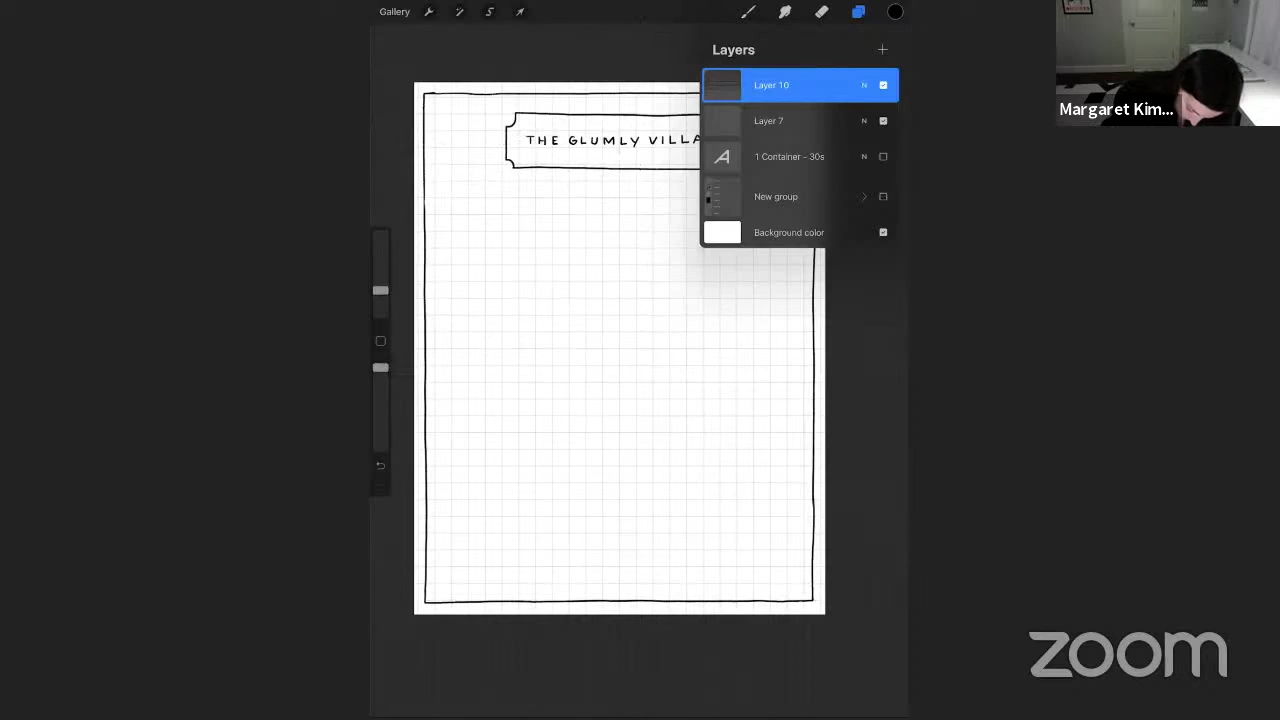 Gallery
Layers
Layer 10 N
Layer 7 N
1 Container - 30s N
New group
Background color
THE GLUMLY VILLA
Margaret Kim...
zoom